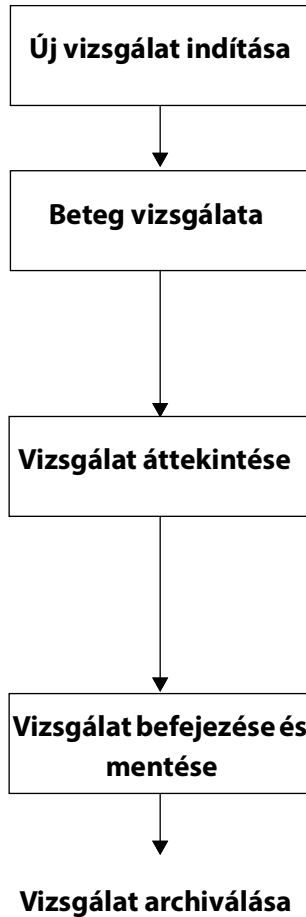 Új vizsgálat indítása
Beteg vizsgálata
Vizsgálat áttekintése
Vizsgálat befejezése és
mentése
Vizsgálat archiválása